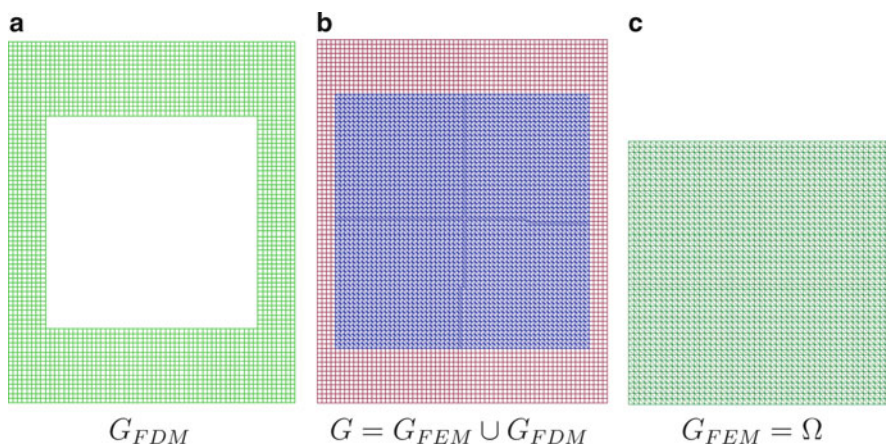 a b c
G_{FDM} G = G_{FEM} ∪ G_{FDM} G_{FEM} = Ω